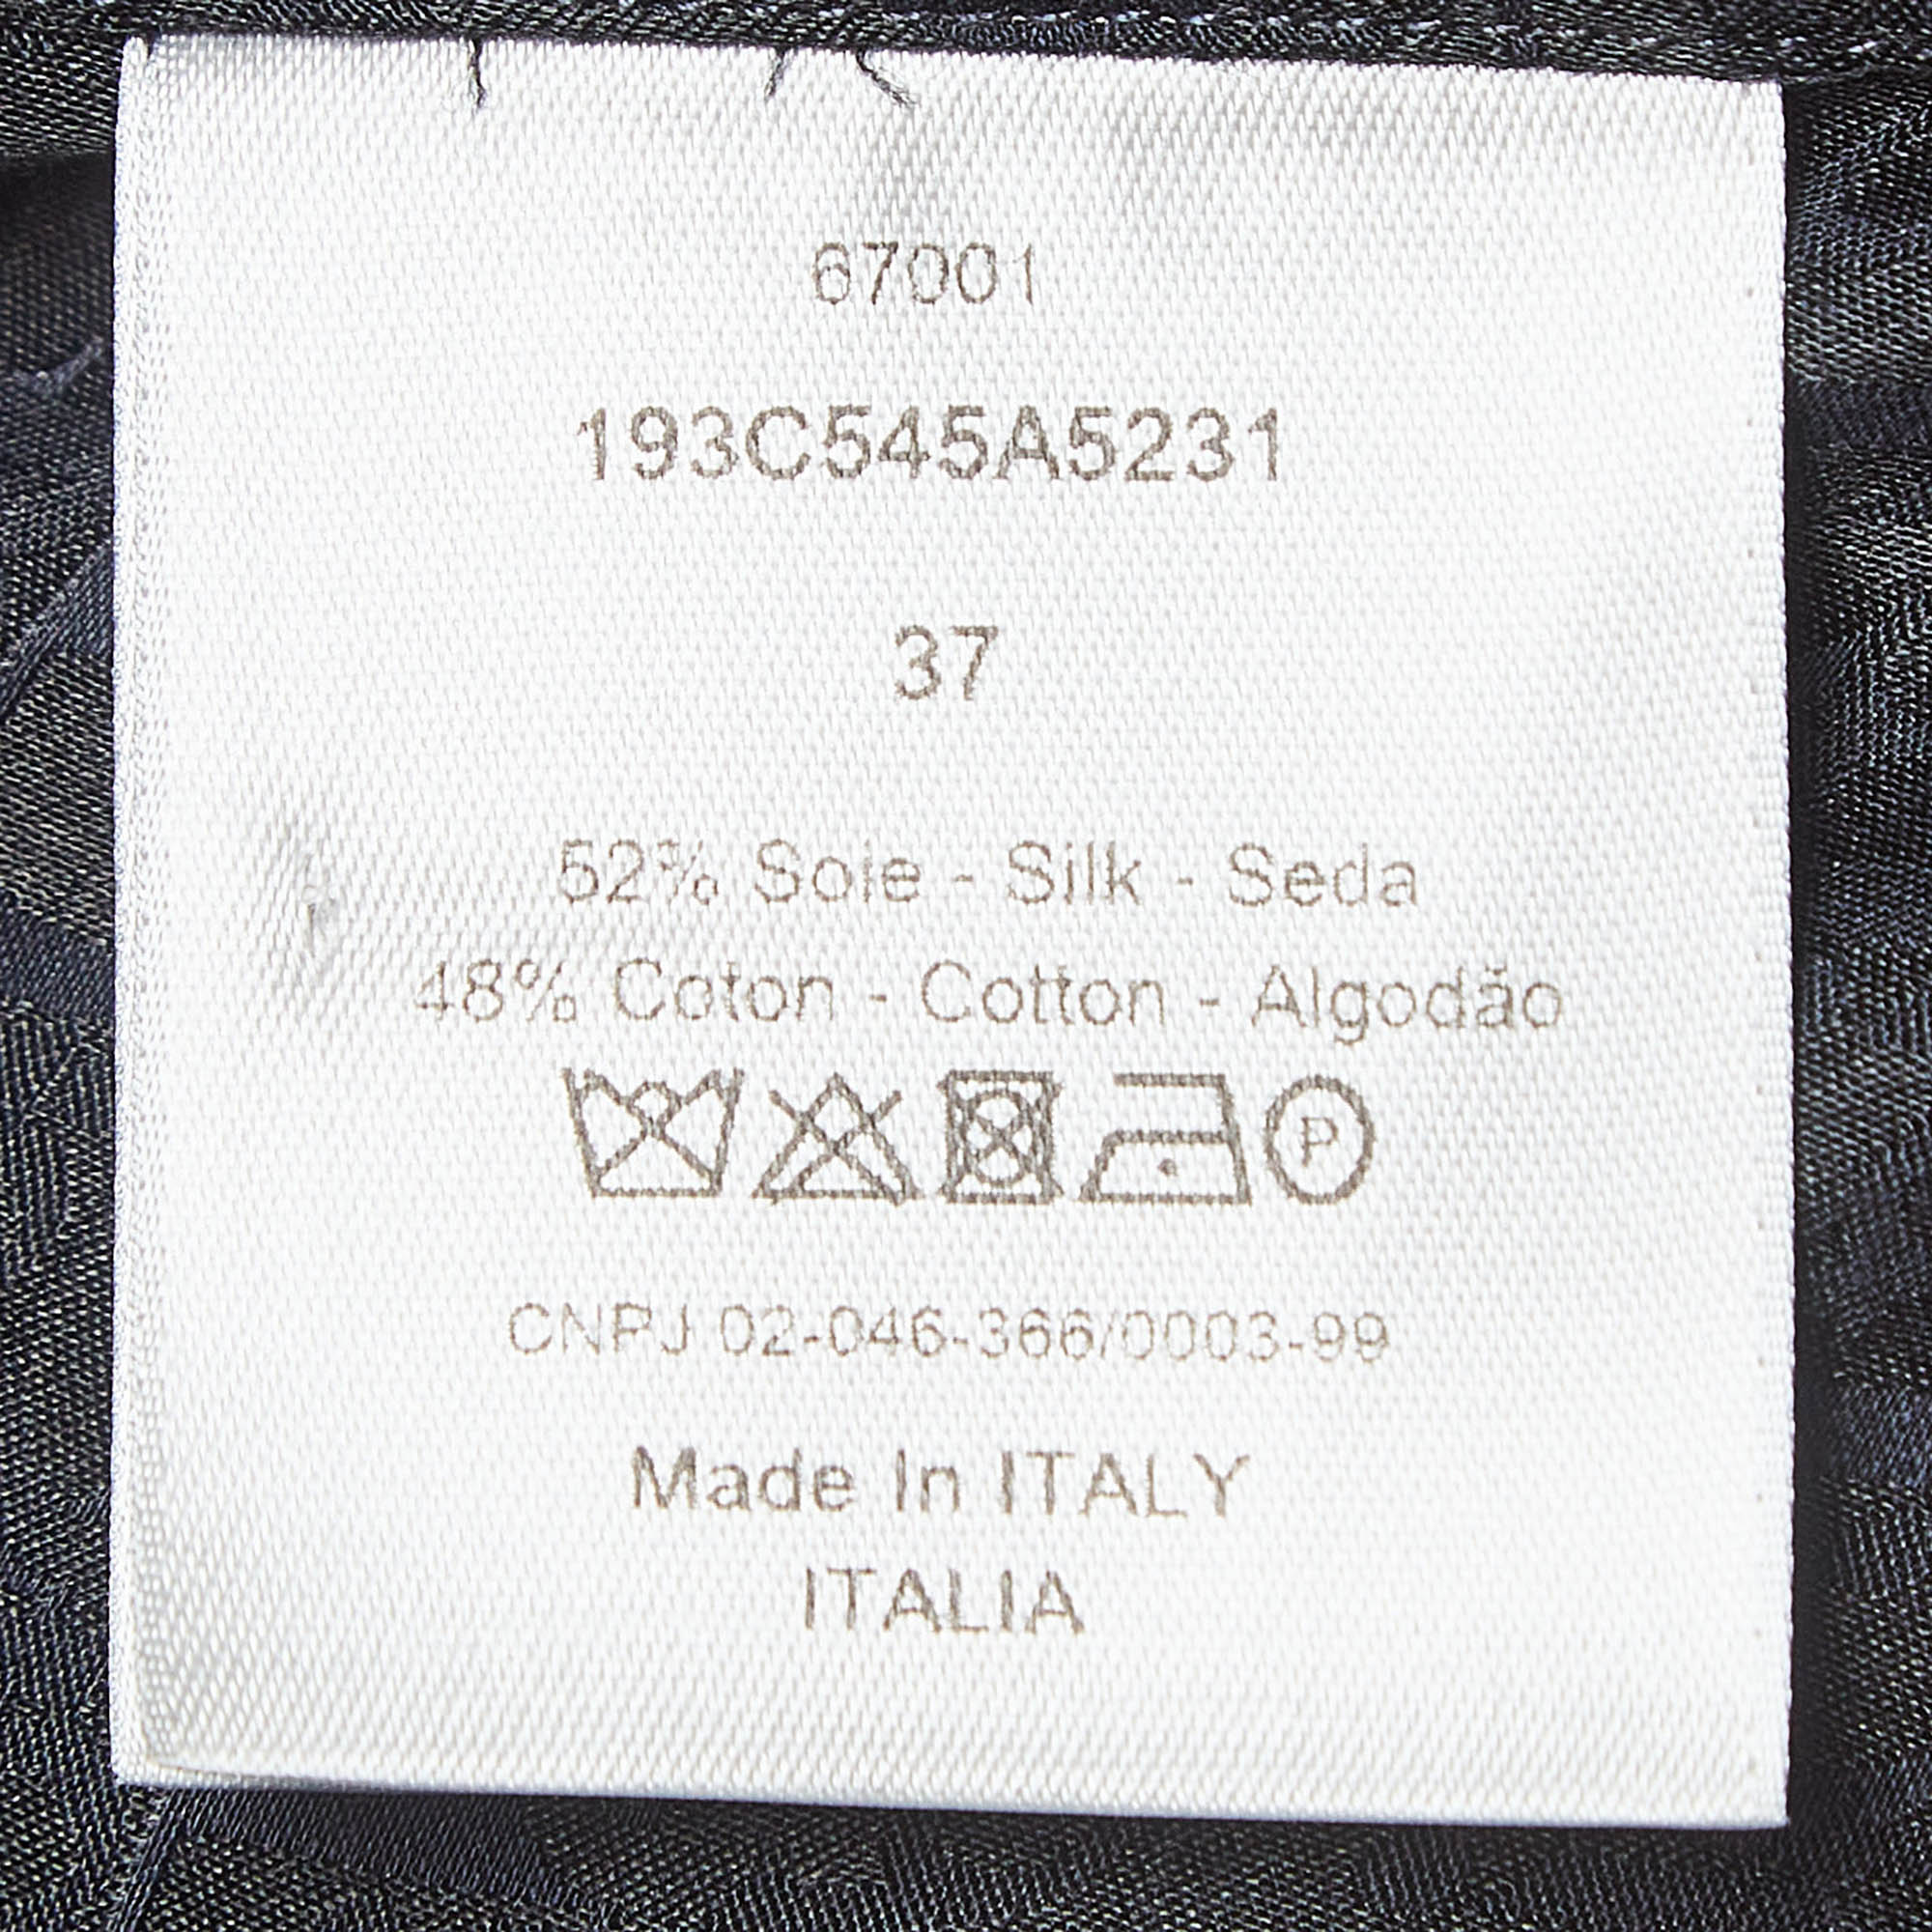 67001
193C545A5231
37
52% Soie - Silk - Seda
48% Coton - Cotton - Algodão
P
CNPJ 02-046-366/0003-99
Made In ITALY
ITALIA